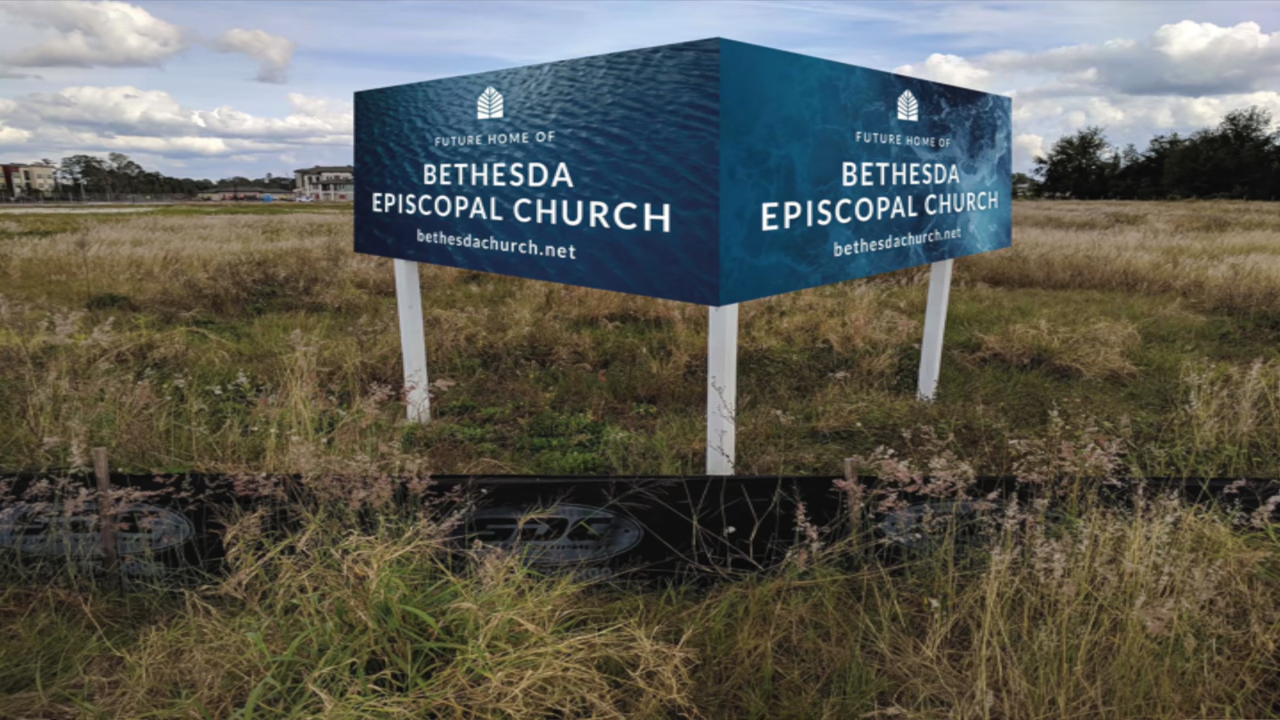 FUTURE HOME OF
BETHESDA
EPISCOPAL CHURCH
bethesdachurch.net
FUTURE HOME OF
BETHESDA
EPISCOPAL CHURCH
bethesdachurch.net